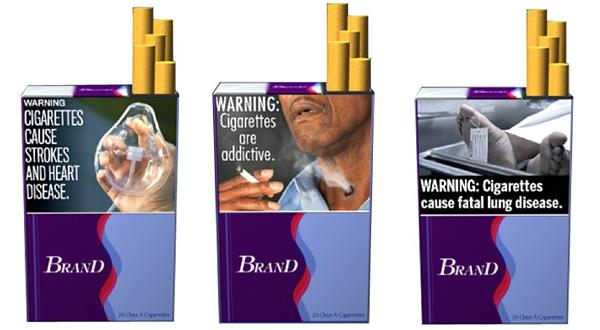 WARNING
CIGARETTES
CAUSE
STROKES
AND HEART
DISEASE.
BRAND
20 Class A Cigarettes
WARNING:
Cigarettes
are
addictive.
BRAND
20 Class A Cigarettes
WARNING: Cigarettes
cause fatal lung disease.
BRAND
20 Class A Cigarettes